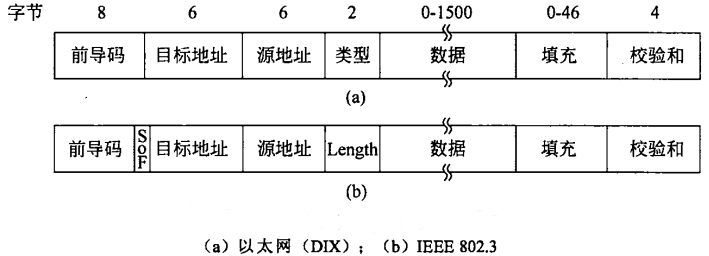 字节 8 6 6 2 0-1500 0-46 4
前导码 目标地址 源地址 类型 数据 填充 校验和
(a)
前导码 SoF 目标地址 源地址 Length 数据 填充 校验和
(b)
（a）以太网（DIX）；（b）IEEE 802.3